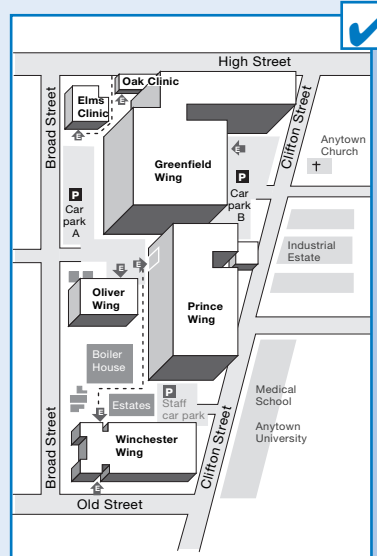 High Street
Oak Clinic
E
Elms
Clinic
E
Broad Street
Clifton Street
Greenfield
Wing
E
Anytown
Church
P
Car
park
A
P
Car
park
B
E
E
Industrial
Estate
Oliver
Wing
Prince
Wing
Boiler
House
P
Staff
car park
Estates
E
Medical
School
Anytown
University
Winchester
Wing
Broad Street
Clifton Street
E
Old Street